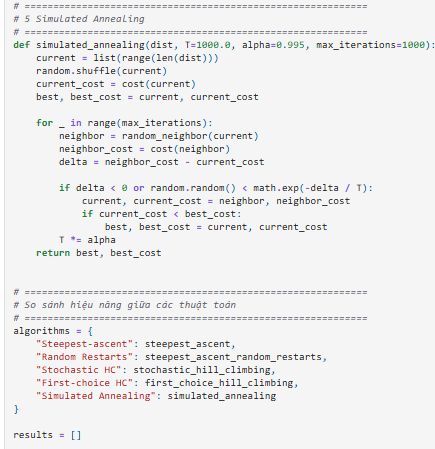 # ==========================================================
# 5 Simulated Annealing
# ==========================================================
def simulated_annealing(dist, T=1000.0, alpha=0.995, max_iterations=1000):
    current = list(range(len(dist)))
    random.shuffle(current)
    current_cost = cost(current)
    best, best_cost = current, current_cost

    for _ in range(max_iterations):
        neighbor = random_neighbor(current)
        neighbor_cost = cost(neighbor)
        delta = neighbor_cost - current_cost

        if delta < 0 or random.random() < math.exp(-delta / T):
            current, current_cost = neighbor, neighbor_cost
            if current_cost < best_cost:
                best, best_cost = current, current_cost
        T *= alpha
    return best, best_cost


# ==========================================================
# So sánh hiệu năng giữa các thuật toán
# ==========================================================
algorithms = {
    "Steepest-ascent": steepest_ascent,
    "Random Restarts": steepest_ascent_random_restarts,
    "Stochastic HC": stochastic_hill_climbing,
    "First-choice HC": first_choice_hill_climbing,
    "Simulated Annealing": simulated_annealing
}

results = []